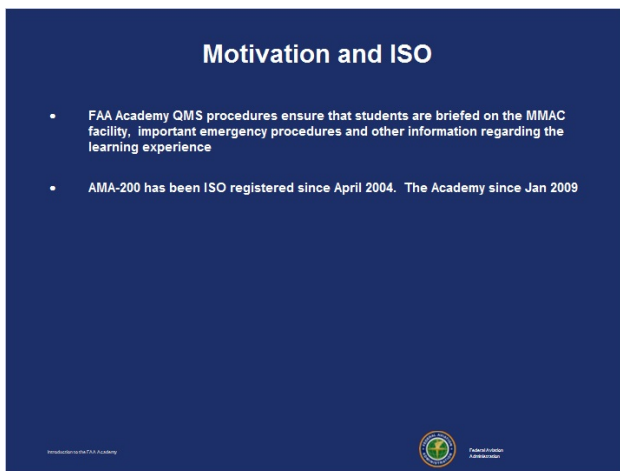 Motivation and ISO
• FAA Academy QMS procedures ensure that students are briefed on the MMAC
facility, important emergency procedures and other information regarding the
learning experience
• AMA-200 has been ISO registered since April 2004. The Academy since Jan 2009
Introduction to the FAA Academy
Federal Aviation
Administration